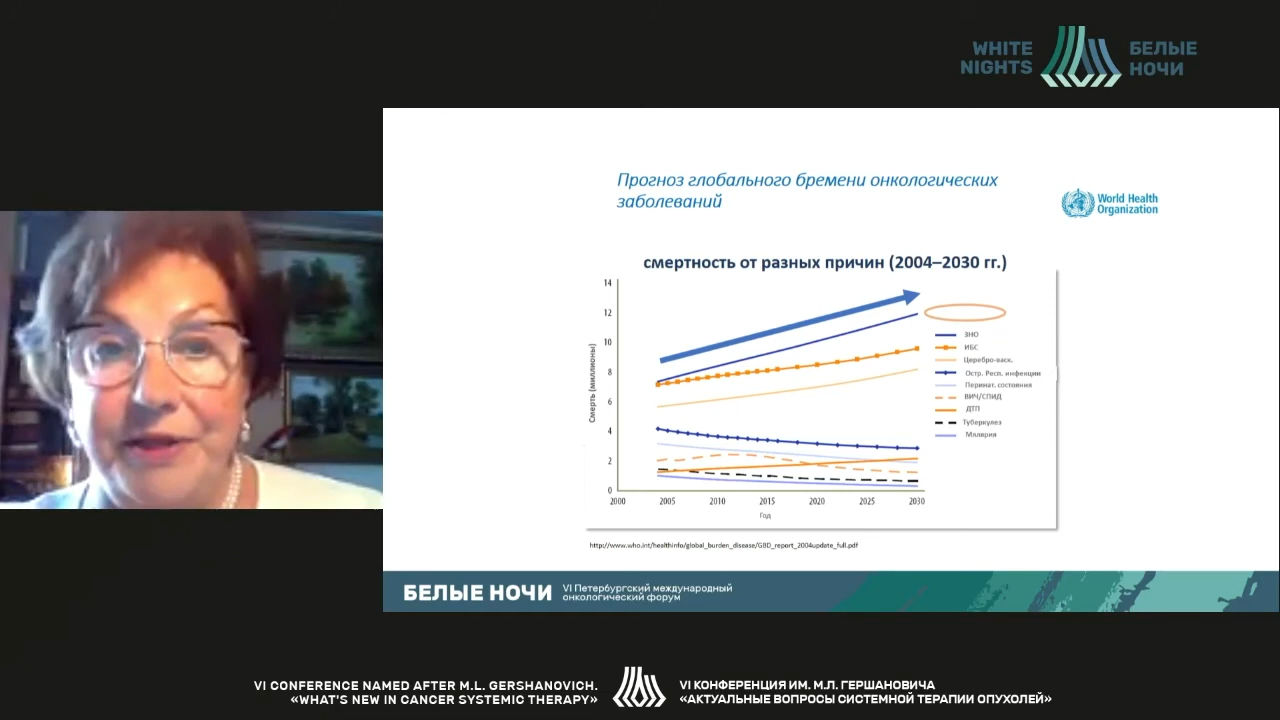 WHITE
NIGHTS
БЕЛЫЕ
НОЧИ
Прогноз глобального бремени онкологических
заболеваний
World Health
Organization
смертность от разных причин (2004–2030 гг.)
Смерть (миллионы)
14
12
10
8
6
4
2
0
2000
2005
2010
2015
2020
2025
2030
Год
ЗНО
ИБС
Церебро-васк.
Остр. Респ. инфекции
Перинат. состояния
ВИЧ/СПИД
ДТП
Туберкулез
Млярия
http://www.who.int/healthinfo/global_burden_disease/GBD_report_2004update_full.pdf
БЕЛЫЕ НОЧИ
VI Петербургский международный
онкологический форум
VI CONFERENCE NAMED AFTER M.L. GERSHANOVICH.
«WHAT'S NEW IN CANCER SYSTEMIC THERAPY»
VI КОНФЕРЕНЦИЯ ИМ. М.Л. ГЕРШАНОВИЧА
«АКТУАЛЬНЫЕ ВОПРОСЫ СИСТЕМНОЙ ТЕРАПИИ ОПУХОЛЕЙ»